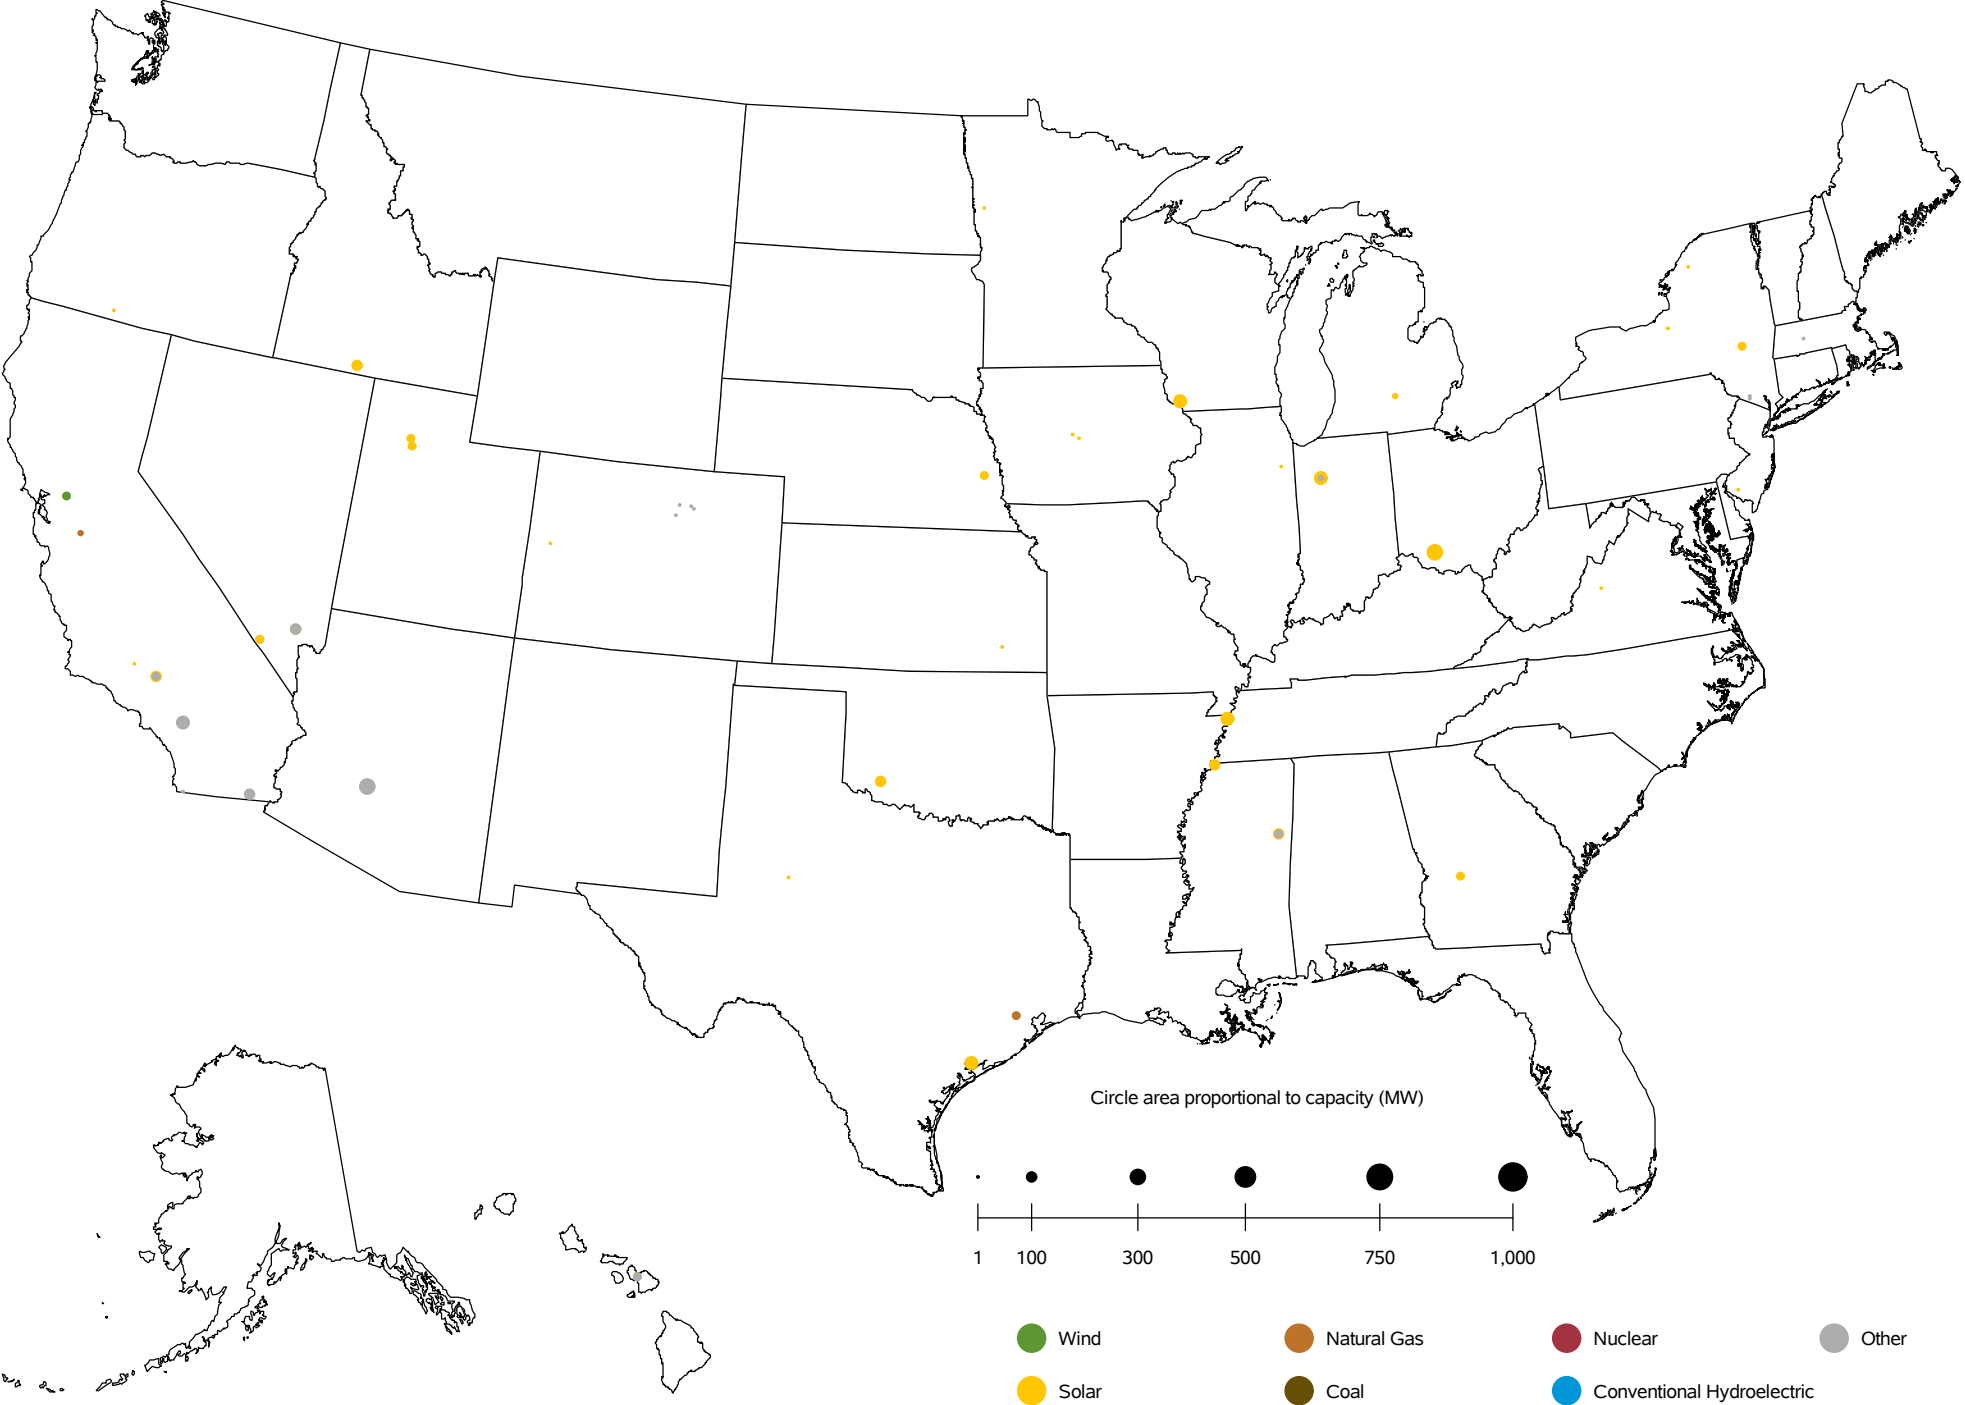 Circle area proportional to capacity (MW)
1 100 300 500 750 1,000
Wind Natural Gas Nuclear Other
Solar Coal Conventional Hydroelectric